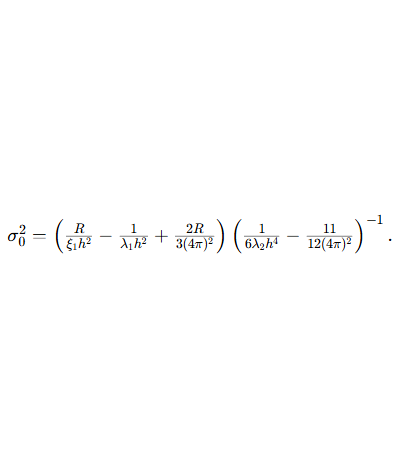 $\sigma_0^2 = \left( \frac{R}{\xi_1 h^2} - \frac{1}{\lambda_1 h^2} + \frac{2R}{3(4\pi)^2} \right) \left( \frac{1}{6\lambda_2 h^4} - \frac{11}{12(4\pi)^2} \right)^{-1}.$